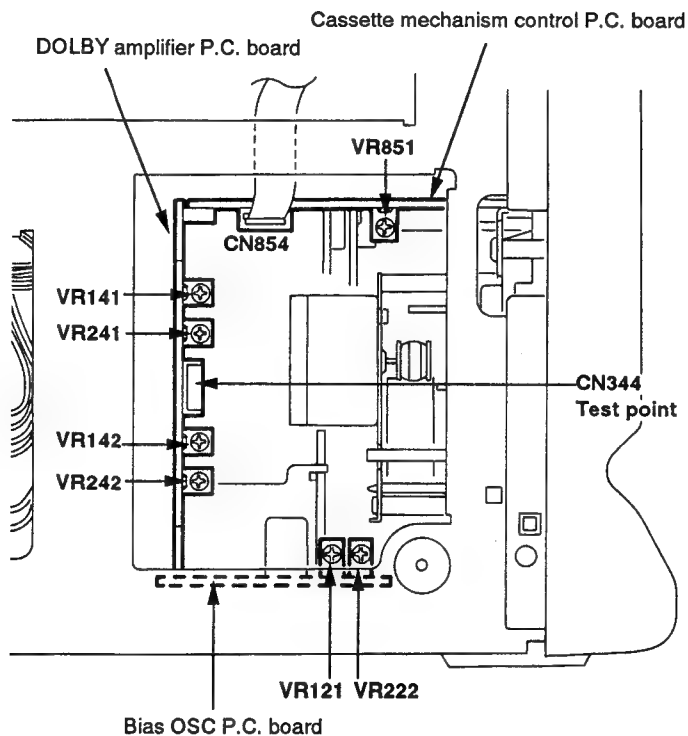 Cassette mechanism control P.C. board
DOLBY amplifier P.C. board
VR851
CN854
VR141
VR241
CN344
Test point
VR142
VR242
VR121 VR222
Bias OSC P.C. board